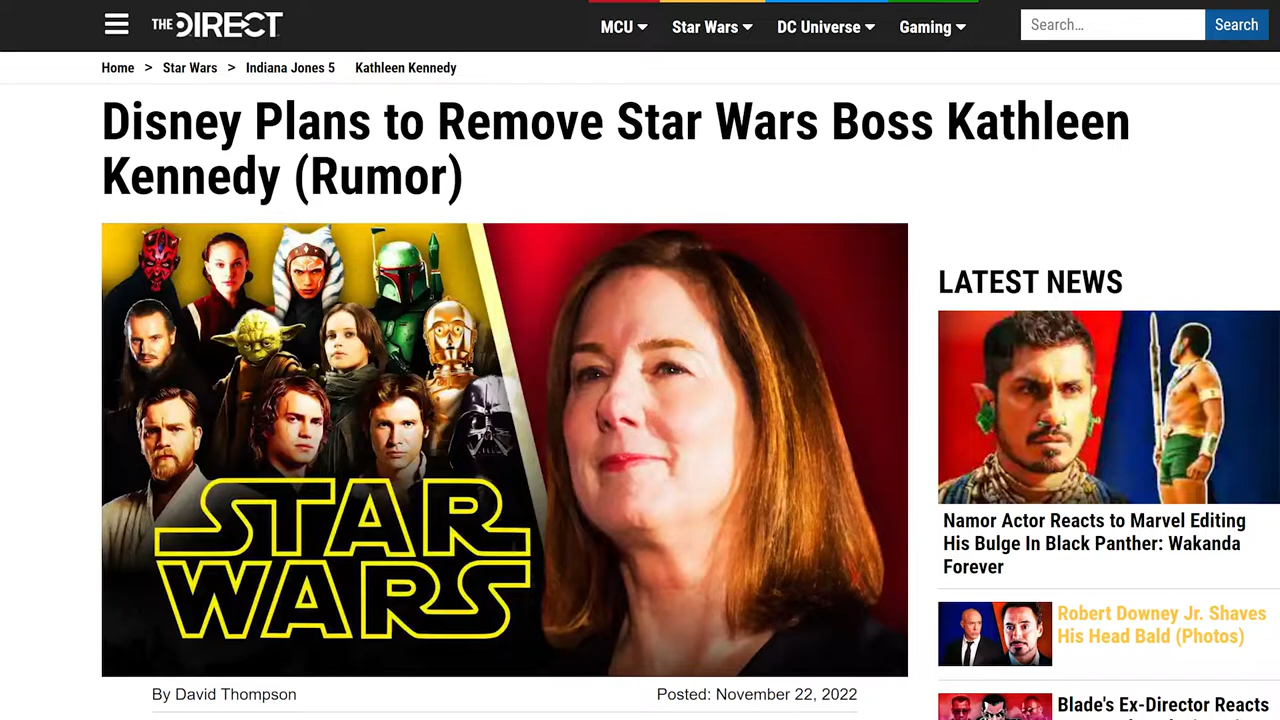 THE DIRECT
MCU
Star Wars
DC Universe
Gaming
Search...
Search
Home > Star Wars > Indiana Jones 5 Kathleen Kennedy
Disney Plans to Remove Star Wars Boss Kathleen
Kennedy (Rumor)
STAR
WARS
By David Thompson
Posted: November 22, 2022
LATEST NEWS
Namor Actor Reacts to Marvel Editing
His Bulge In Black Panther: Wakanda
Forever
Robert Downey Jr. Shaves
His Head Bald (Photos)
Blade's Ex-Director Reacts